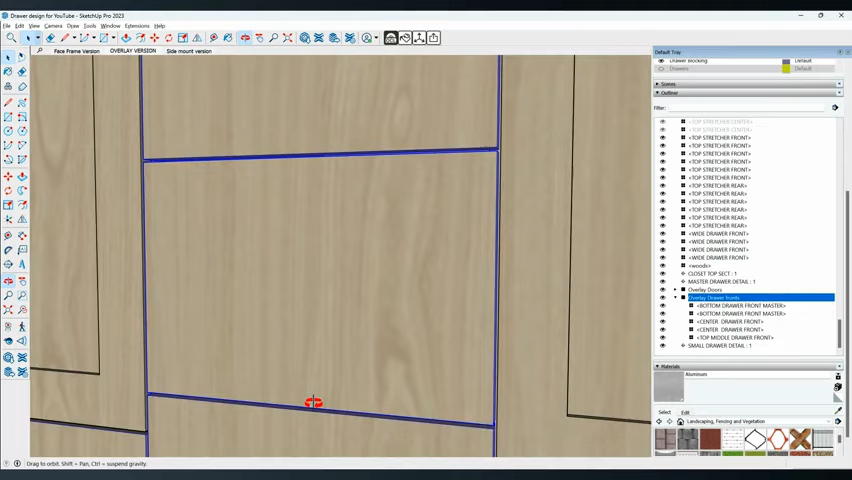 Drawer design for YouTube - SketchUp Pro 2023
File Edit View Camera Draw Tools Window Extensions Help
Face Frame Version OVERLAY VERSION Side mount version
Default Tray
Drawer Blocking Default
Drawers Default
Scenes
Outliner
Filter:
<TOP STRETCHER CENTER>
<TOP STRETCHER CENTER>
<TOP STRETCHER FRONT>
<TOP STRETCHER FRONT>
<TOP STRETCHER FRONT>
<TOP STRETCHER FRONT>
<TOP STRETCHER FRONT>
<TOP STRETCHER FRONT>
<TOP STRETCHER REAR>
<TOP STRETCHER REAR>
<TOP STRETCHER REAR>
<TOP STRETCHER REAR>
<TOP STRETCHER REAR>
<TOP STRETCHER REAR>
<WIDE DRAWER FRONT>
<WIDE DRAWER FRONT>
<WIDE DRAWER FRONT>
<WIDE DRAWER FRONT>
<woods>
CLOSET TOP SECT : 1
MASTER DRAWER DETAIL : 1
Overlay Doors
Overlay Drawer fronts
<BOTTOM DRAWER FRONT MASTER>
<BOTTOM DRAWER FRONT MASTER>
<CENTER DRAWER FRONT>
<CENTER DRAWER FRONT>
<TOP MIDDLE DRAWER FRONT>
SMALL DRAWER DETAIL : 1
Materials
Aluminum
Select Edit
Landscaping, Fencing and Vegetation
Drag to orbit. Shift = Pan, Ctrl = suspend gravity.